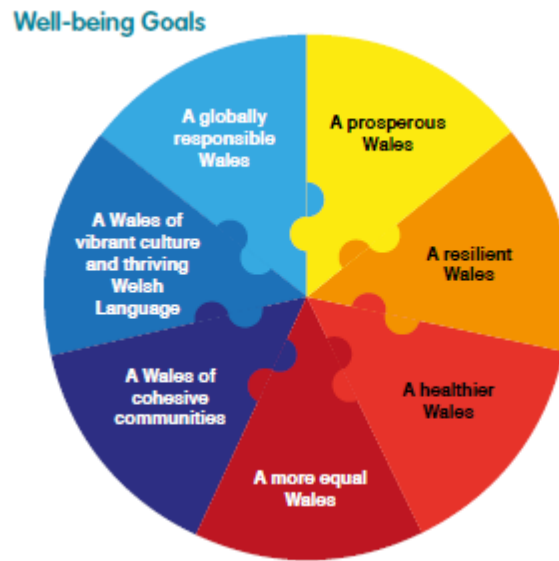 Well-being Goals
A prosperous
Wales
A resilient
Wales
A healthier
Wales
A more equal
Wales
A Wales of
cohesive
communities
A Wales of
vibrant culture
and thriving
Welsh
Language
A globally
responsible
Wales